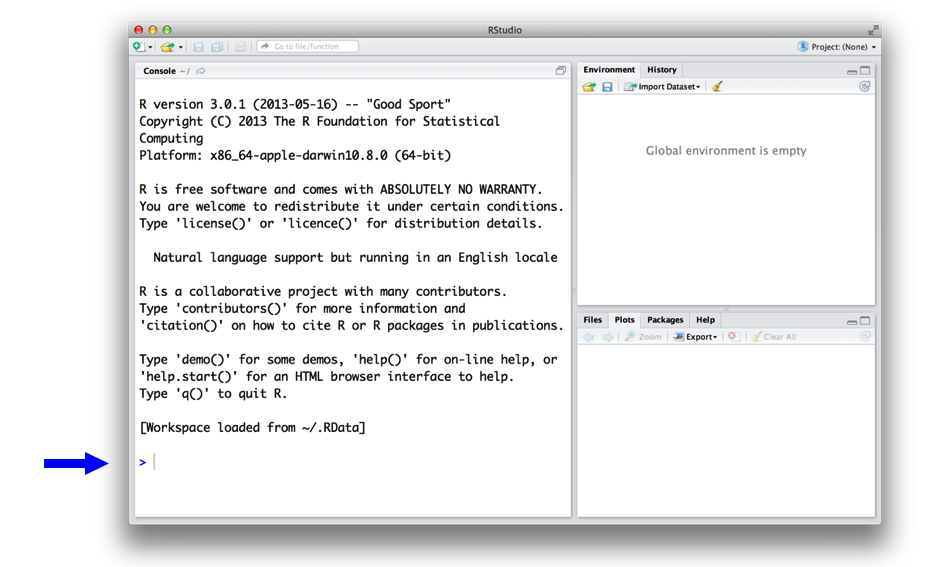 RStudio
Go to file/function
Project: (None)
Console ~/
R version 3.0.1 (2013-05-16) -- "Good Sport"
Copyright (C) 2013 The R Foundation for Statistical
Computing
Platform: x86_64-apple-darwin10.8.0 (64-bit)
R is free software and comes with ABSOLUTELY NO WARRANTY.
You are welcome to redistribute it under certain conditions.
Type 'license()' or 'licence()' for distribution details.
Natural language support but running in an English locale
R is a collaborative project with many contributors.
Type 'contributors()' for more information and
'citation()' on how to cite R or R packages in publications.
Type 'demo()' for some demos, 'help()' for on-line help, or
'help.start()' for an HTML browser interface to help.
Type 'q()' to quit R.
[Workspace loaded from ~/.RData]
>
Environment History
Import Dataset
Global environment is empty
Files Plots Packages Help
Zoom Export Clear All